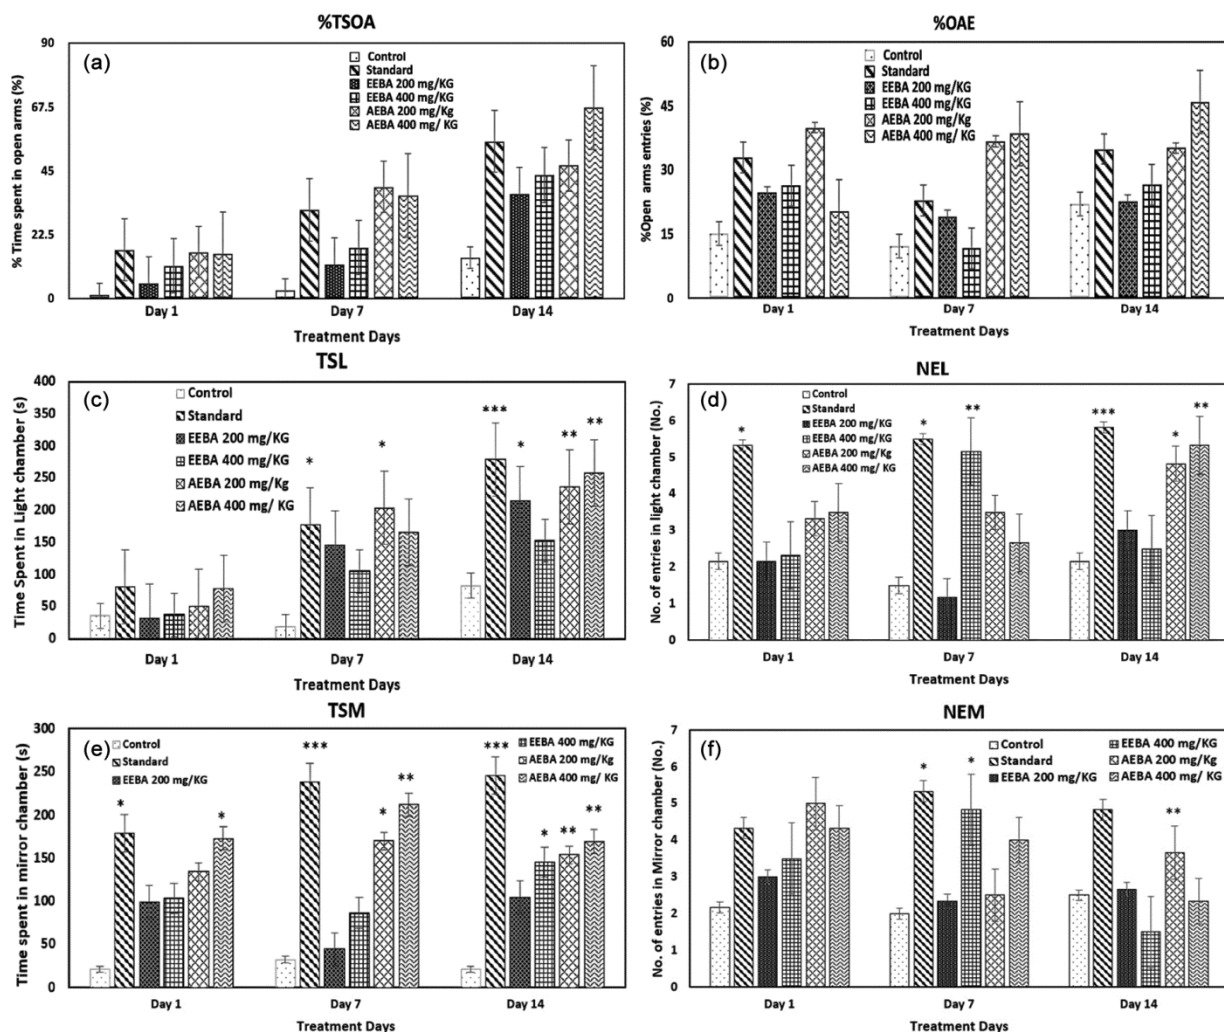 %TSOA
(a)
90
67.5
45
22.5
0
% Time spent in open arms (%)
Control
Standard
EEBA 200 mg/KG
EEBA 400 mg/KG
AEBA 200 mg/Kg
AEBA 400 mg/ KG
Day 1
Day 7
Day 14
Treatment Days
%OAE
(b)
60
45
30
15
0
%Open arms entries (%)
Control
Standard
EEBA 200 mg/KG
EEBA 400 mg/KG
AEBA 200 mg/Kg
AEBA 400 mg/ KG
Day 1
Day 7
Day 14
Treatment Days
TSL
(c)
400
350
300
250
200
150
100
50
0
Time Spent in Light chamber (s)
Control
Standard
EEBA 200 mg/KG
EEBA 400 mg/KG
AEBA 200 mg/Kg
AEBA 400 mg/ KG
*
*
***
*
**
**
Day 1
Day 7
Day 14
Treatment Days
NEL
(d)
7
6
5
4
3
2
1
0
No. of entries in light chamber (No.)
Control
Standard
EEBA 200 mg/KG
EEBA 400 mg/KG
AEBA 200 mg/Kg
AEBA 400 mg/ KG
*
*
**
***
*
**
Day 1
Day 7
Day 14
Treatment Days
TSM
(e)
300
250
200
150
100
50
0
Time spent in mirror chamber (s)
Control
Standard
EEBA 200 mg/KG
EEBA 400 mg/KG
AEBA 200 mg/Kg
AEBA 400 mg/ KG
*
*
***
*
**
***
*
**
**
Day 1
Day 7
Day 14
Treatment Days
NEM
(f)
7
6
5
4
3
2
1
0
No. of entries in Mirror chamber (No.)
Control
Standard
EEBA 200 mg/KG
EEBA 400 mg/KG
AEBA 200 mg/Kg
AEBA 400 mg/ KG
*
*
**
Day 1
Day 7
Day 14
Treatment Days